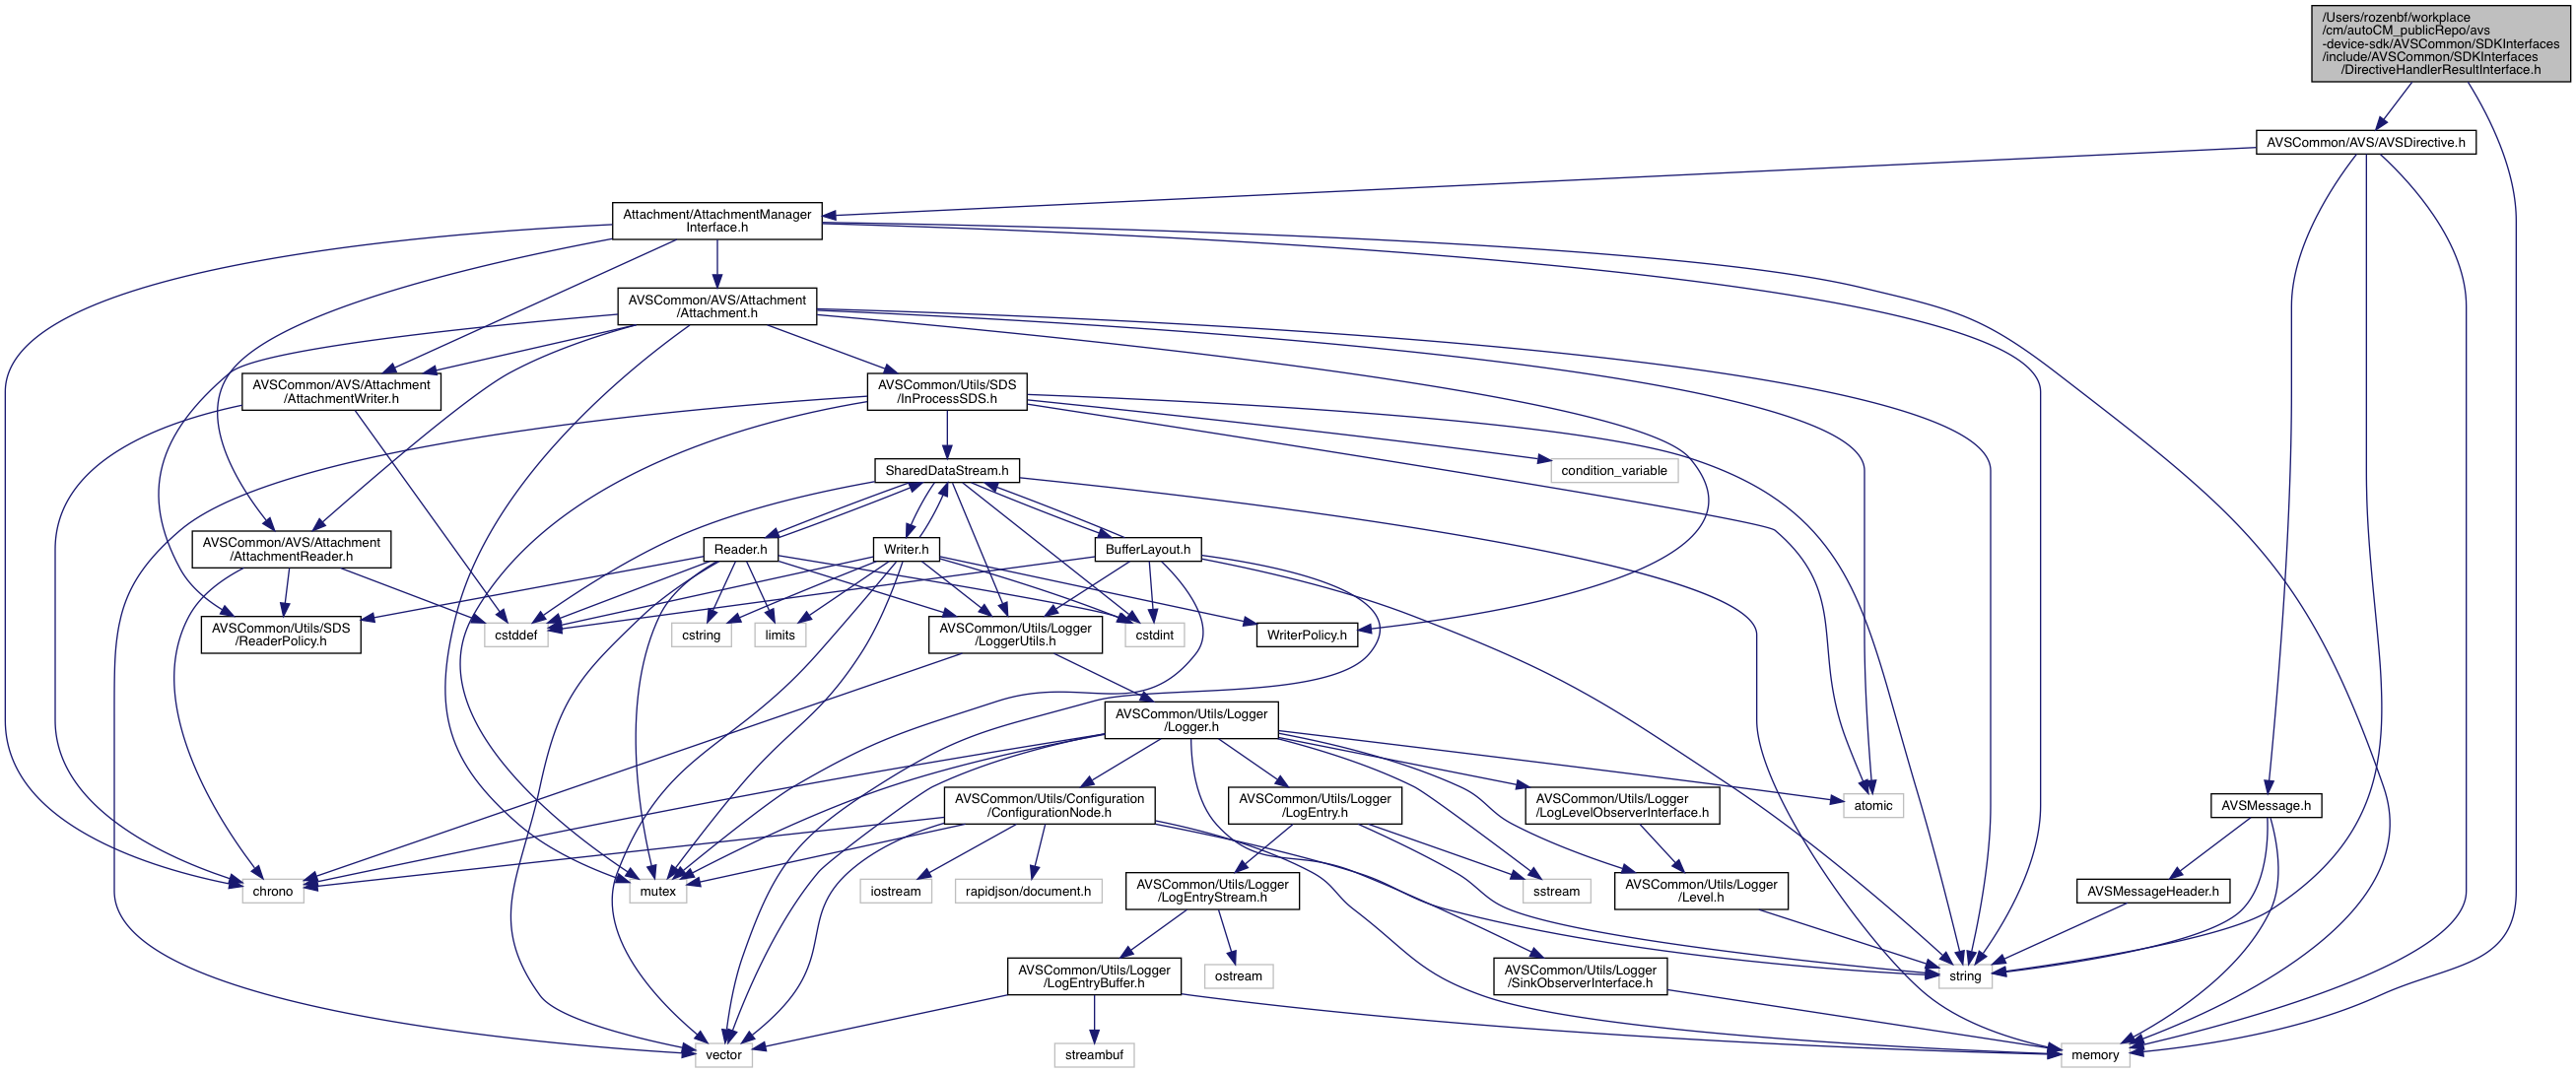 /Users/rozenbf/workplace
/cm/autoCM_publicRepo/avs
-device-sdk/AVSCommon/SDKInterfaces
/include/AVSCommon/SDKInterfaces
/DirectiveHandlerResultInterface.h
AVSCommon/AVS/AVSDirective.h
Attachment/AttachmentManager
Interface.h
AVSCommon/AVS/Attachment
/Attachment.h
AVSCommon/AVS/Attachment
/AttachmentWriter.h
AVSCommon/Utils/SDS
/InProcessSDS.h
SharedDataStream.h
condition_variable
AVSCommon/AVS/Attachment
/AttachmentReader.h
Reader.h
Writer.h
BufferLayout.h
AVSCommon/Utils/SDS
/ReaderPolicy.h
cstddef
cstring
limits
AVSCommon/Utils/Logger
/LoggerUtils.h
cstdint
WriterPolicy.h
AVSCommon/Utils/Logger
/Logger.h
AVSCommon/Utils/Configuration
/ConfigurationNode.h
AVSCommon/Utils/Logger
/LogEntry.h
AVSCommon/Utils/Logger
/LogLevelObserverInterface.h
atomic
AVSMessage.h
chrono
mutex
iostream
rapidjson/document.h
AVSCommon/Utils/Logger
/LogEntryStream.h
sstream
AVSCommon/Utils/Logger
/Level.h
AVSMessageHeader.h
AVSCommon/Utils/Logger
/LogEntryBuffer.h
ostream
AVSCommon/Utils/Logger
/SinkObserverInterface.h
string
vector
streambuf
memory